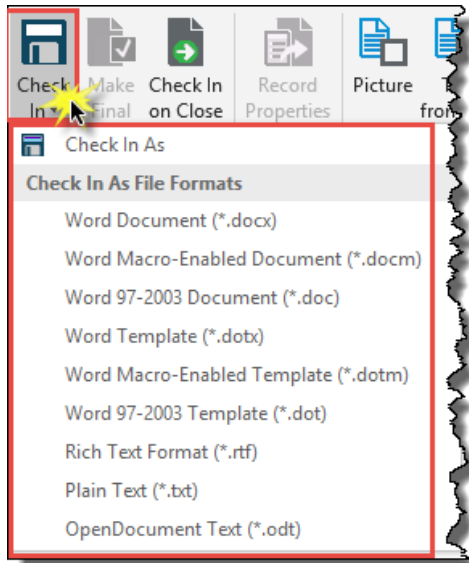 Check Make Check In Record Picture
In Final on Close Properties from
Check In As
Check In As File Formats
Word Document (*.docx)
Word Macro-Enabled Document (*.docm)
Word 97-2003 Document (*.doc)
Word Template (*.dotx)
Word Macro-Enabled Template (*.dotm)
Word 97-2003 Template (*.dot)
Rich Text Format (*.rtf)
Plain Text (*.txt)
OpenDocument Text (*.odt)